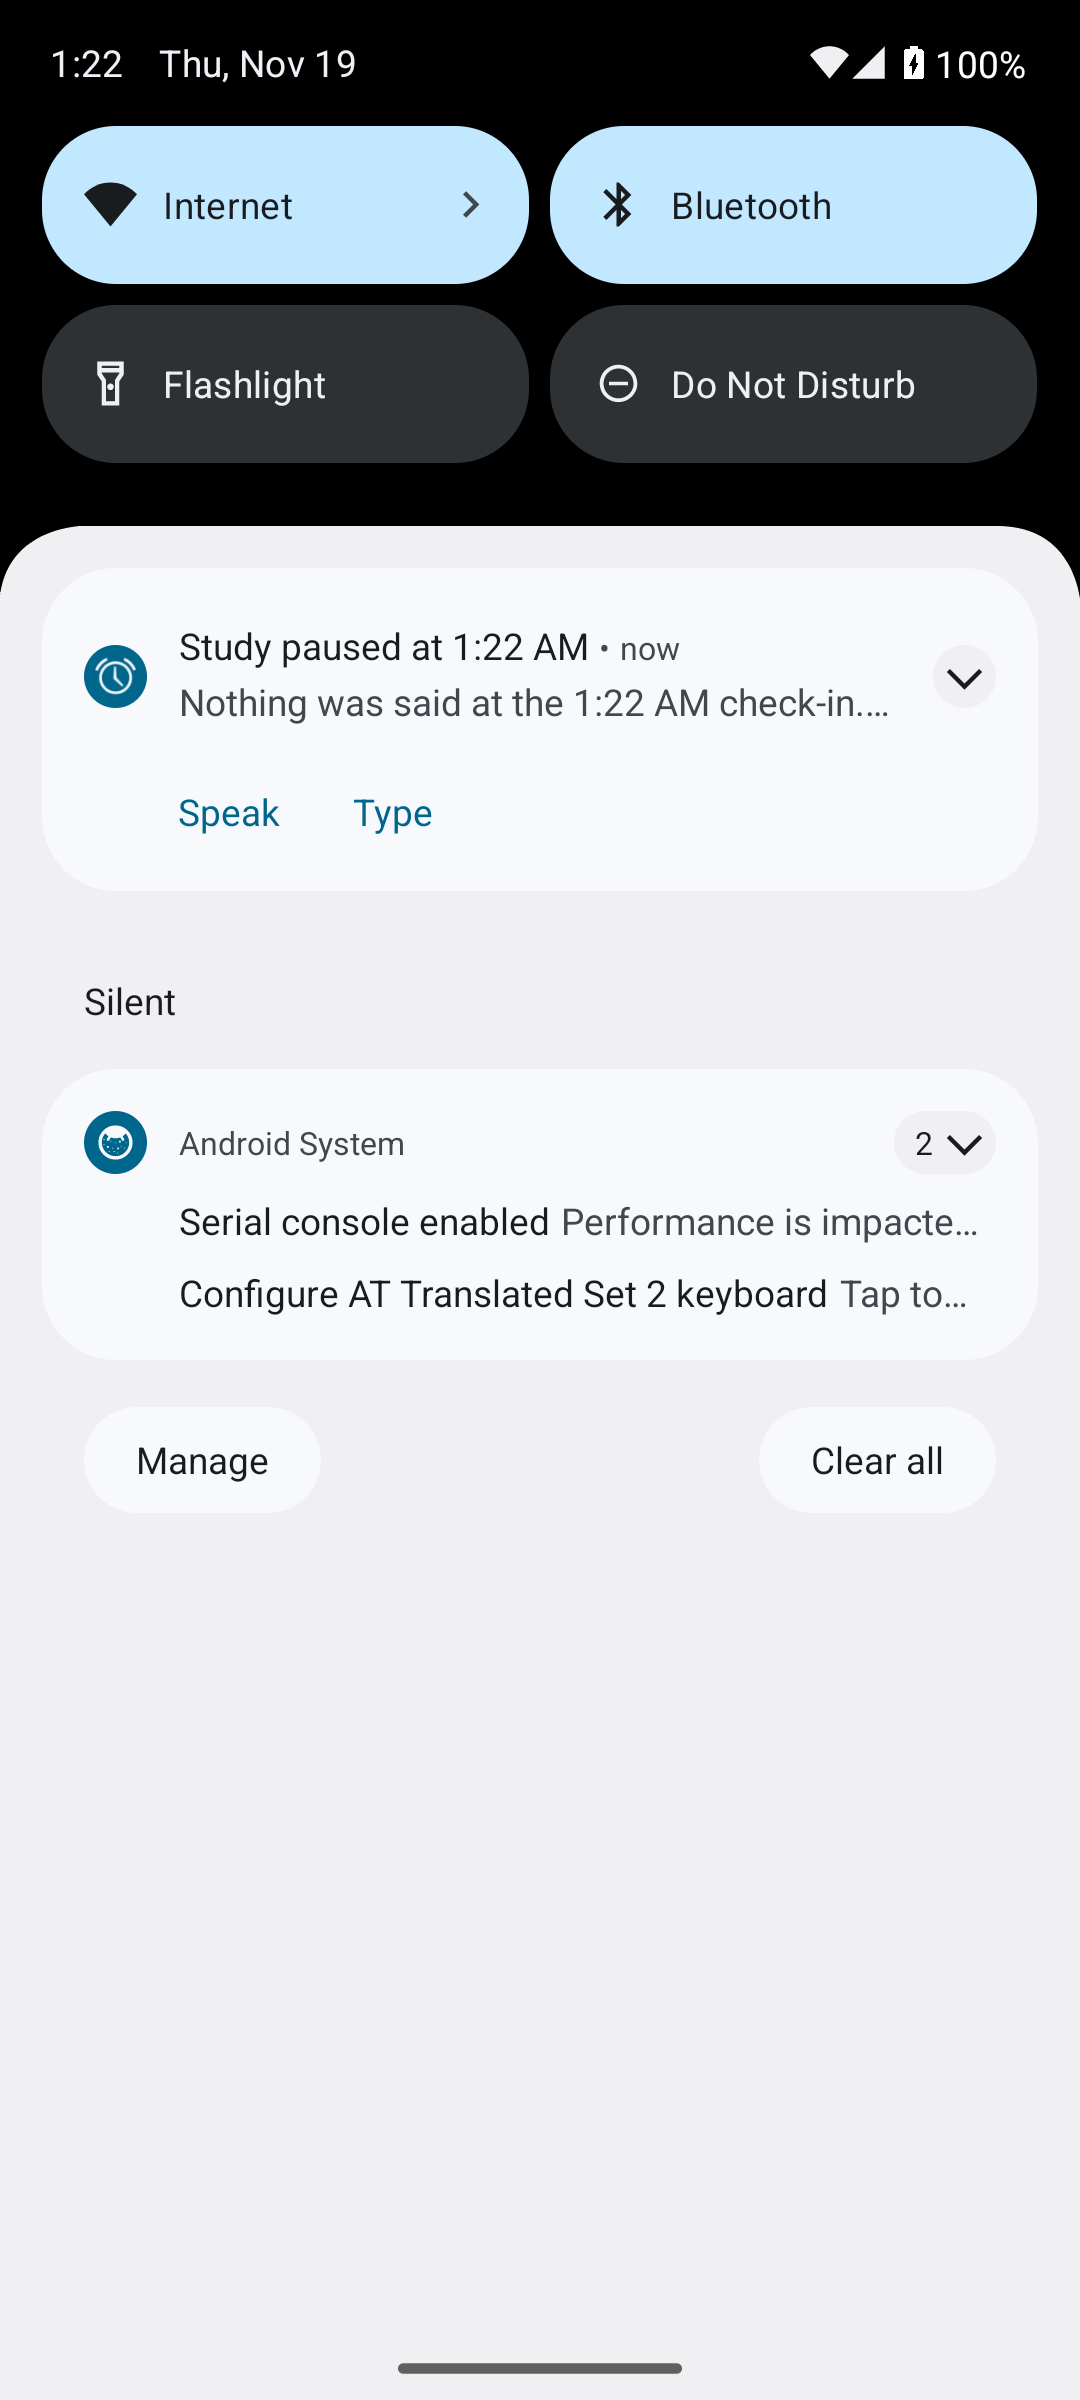 1:22 Thu, Nov 19 100%
Internet
Bluetooth
Flashlight
Do Not Disturb
Study paused at 1:22 AM • now
Nothing was said at the 1:22 AM check-in.…
Speak Type
Silent
Android System 2
Serial console enabled Performance is impacte…
Configure AT Translated Set 2 keyboard Tap to…
Manage Clear all